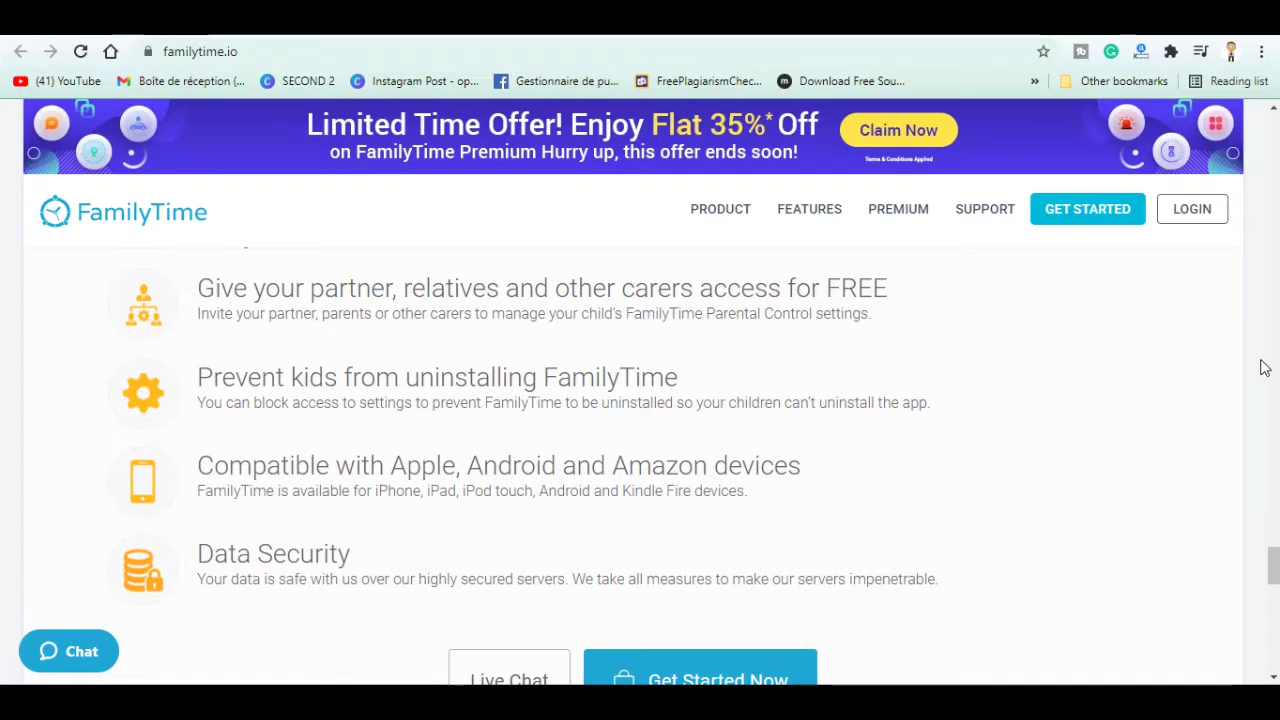 familytime.io
(41) YouTube
Boîte de réception (...
SECOND 2
Instagram Post - op...
Gestionnaire de pu...
FreePlagiarismChec...
Download Free Sou...
»
Other bookmarks
Reading list
Limited Time Offer! Enjoy Flat 35%* Off
on FamilyTime Premium Hurry up, this offer ends soon!
Claim Now
Terms & Conditions Applied
FamilyTime
PRODUCT
FEATURES
PREMIUM
SUPPORT
GET STARTED
LOGIN
Give your partner, relatives and other carers access for FREE
Invite your partner, parents or other carers to manage your child's FamilyTime Parental Control settings.
Prevent kids from uninstalling FamilyTime
You can block access to settings to prevent FamilyTime to be uninstalled so your children can't uninstall the app.
Compatible with Apple, Android and Amazon devices
FamilyTime is available for iPhone, iPad, iPod touch, Android and Kindle Fire devices.
Data Security
Your data is safe with us over our highly secured servers. We take all measures to make our servers impenetrable.
Chat
Live Chat
Get Started Now